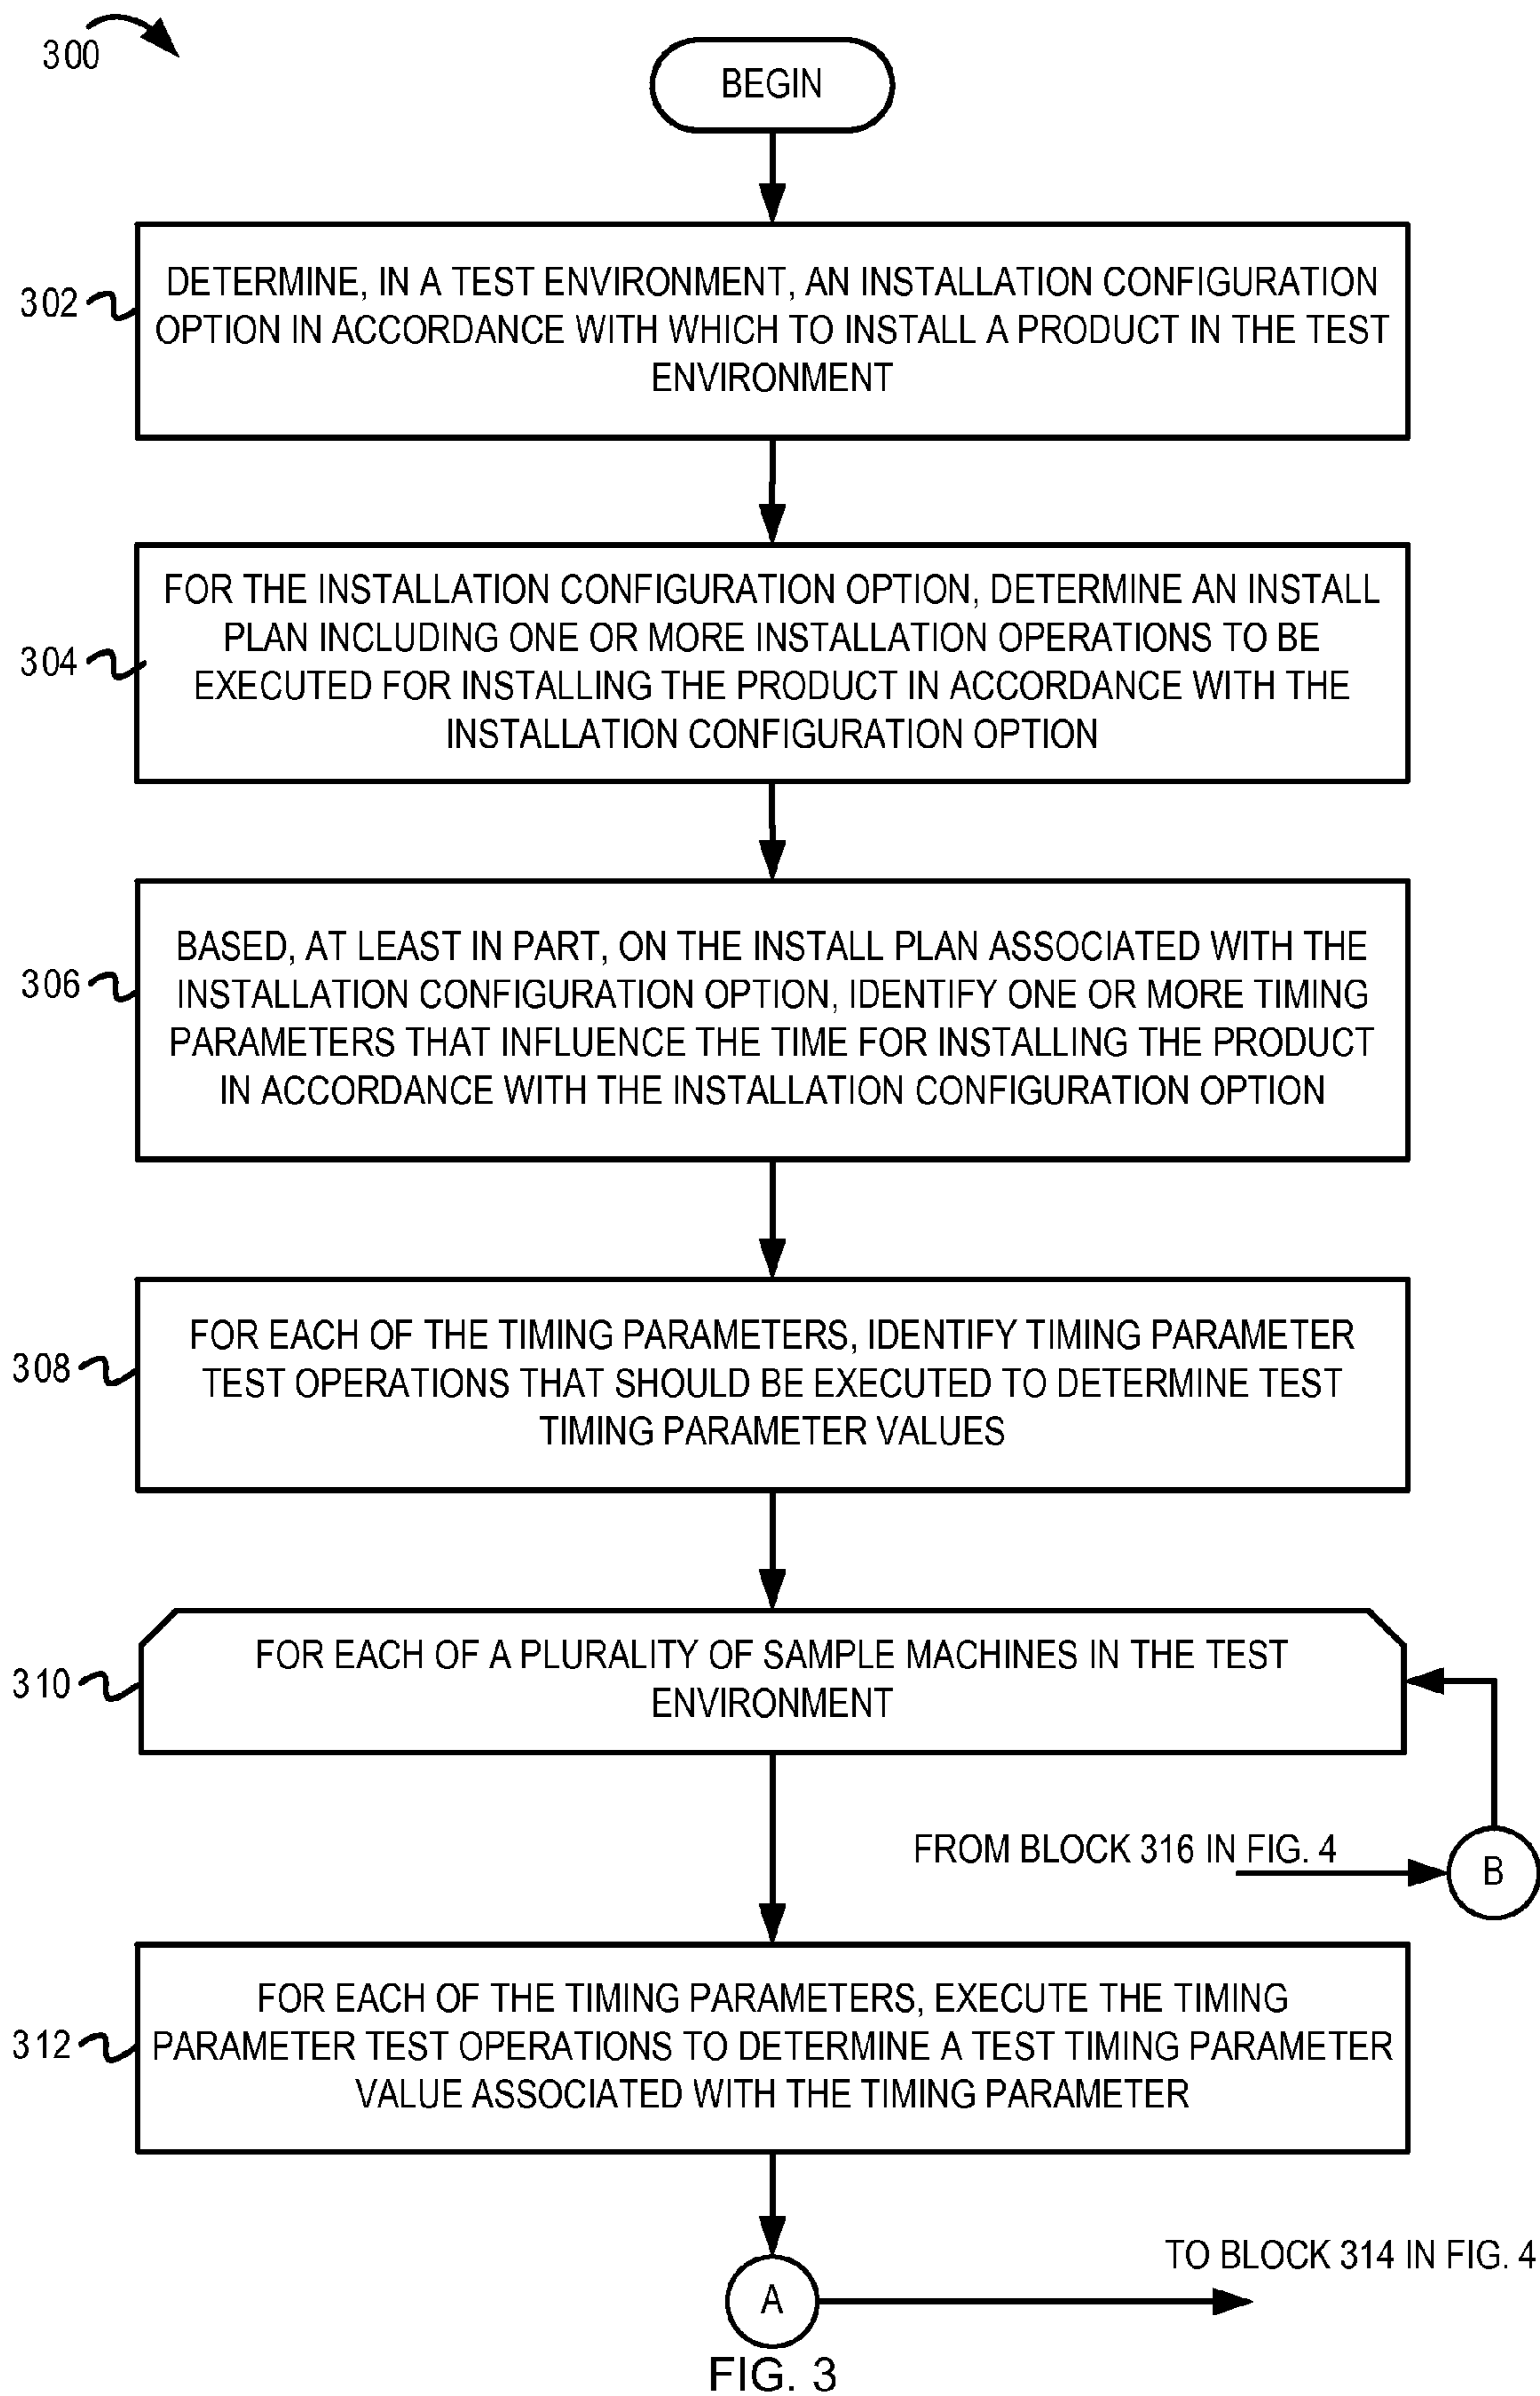 300
BEGIN
302
DETERMINE, IN A TEST ENVIRONMENT, AN INSTALLATION CONFIGURATION
OPTION IN ACCORDANCE WITH WHICH TO INSTALL A PRODUCT IN THE TEST
ENVIRONMENT
304
FOR THE INSTALLATION CONFIGURATION OPTION, DETERMINE AN INSTALL
PLAN INCLUDING ONE OR MORE INSTALLATION OPERATIONS TO BE
EXECUTED FOR INSTALLING THE PRODUCT IN ACCORDANCE WITH THE
INSTALLATION CONFIGURATION OPTION
306
BASED, AT LEAST IN PART, ON THE INSTALL PLAN ASSOCIATED WITH THE
INSTALLATION CONFIGURATION OPTION, IDENTIFY ONE OR MORE TIMING
PARAMETERS THAT INFLUENCE THE TIME FOR INSTALLING THE PRODUCT
IN ACCORDANCE WITH THE INSTALLATION CONFIGURATION OPTION
308
FOR EACH OF THE TIMING PARAMETERS, IDENTIFY TIMING PARAMETER
TEST OPERATIONS THAT SHOULD BE EXECUTED TO DETERMINE TEST
TIMING PARAMETER VALUES
310
FOR EACH OF A PLURALITY OF SAMPLE MACHINES IN THE TEST
ENVIRONMENT
FROM BLOCK 316 IN FIG. 4
B
312
FOR EACH OF THE TIMING PARAMETERS, EXECUTE THE TIMING
PARAMETER TEST OPERATIONS TO DETERMINE A TEST TIMING PARAMETER
VALUE ASSOCIATED WITH THE TIMING PARAMETER
TO BLOCK 314 IN FIG. 4
A
FIG. 3